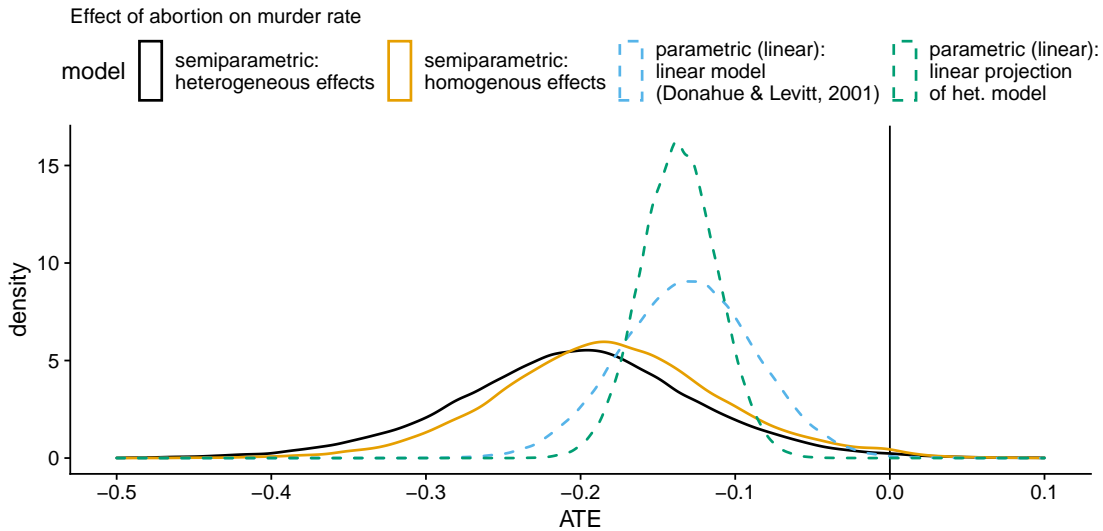 Effect of abortion on murder rate
model
semiparametric:
heterogeneous effects
semiparametric:
homogenous effects
parametric (linear):
linear model
(Donahue & Levitt, 2001)
parametric (linear):
linear projection
of het. model
15
10
5
0
density
−0.5
−0.4
−0.3
−0.2
−0.1
0.0
0.1
ATE